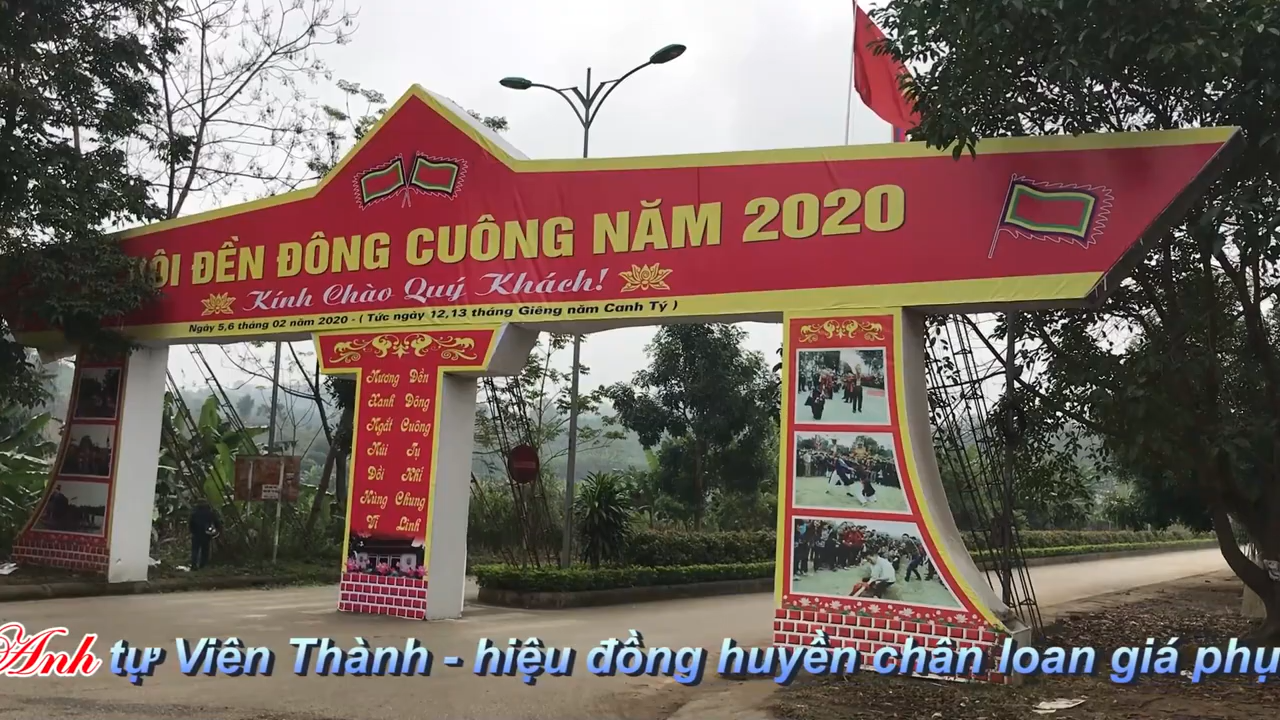 ĐỀN ĐÔNG CUÔNG NĂM 2020
Kính Chào Quý Khách!
Ngày 5,6 tháng 02 năm 2020 - ( Tức ngày 12,13 tháng Giêng năm Canh Tý )
Hương Đền
Xanh Đông
Ngắt Cuông
Núi Tụ
Đồi Khí
Hùng Chung
Vĩ Linh
Anh tự Viên Thành - hiệu đồng huyền chân loan giá phụ